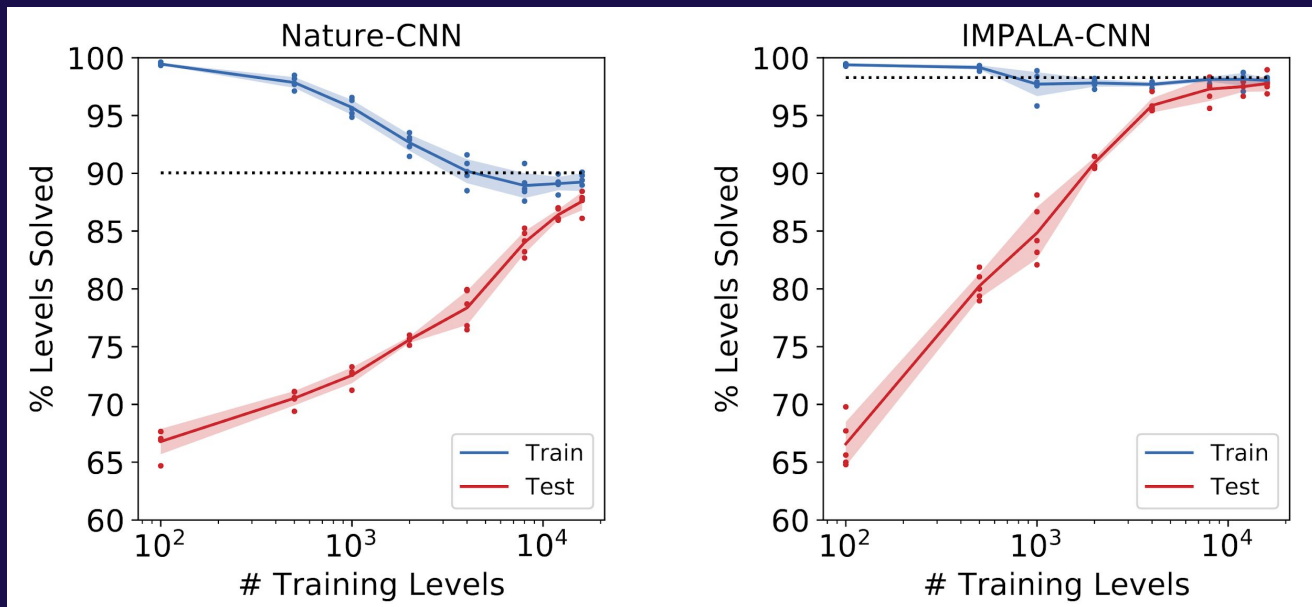 Nature-CNN
100
95
90
85
80
75
70
65
60
% Levels Solved
Train
Test
10²
10³
10⁴
# Training Levels
IMPALA-CNN
100
95
90
85
80
75
70
65
60
% Levels Solved
Train
Test
10²
10³
10⁴
# Training Levels